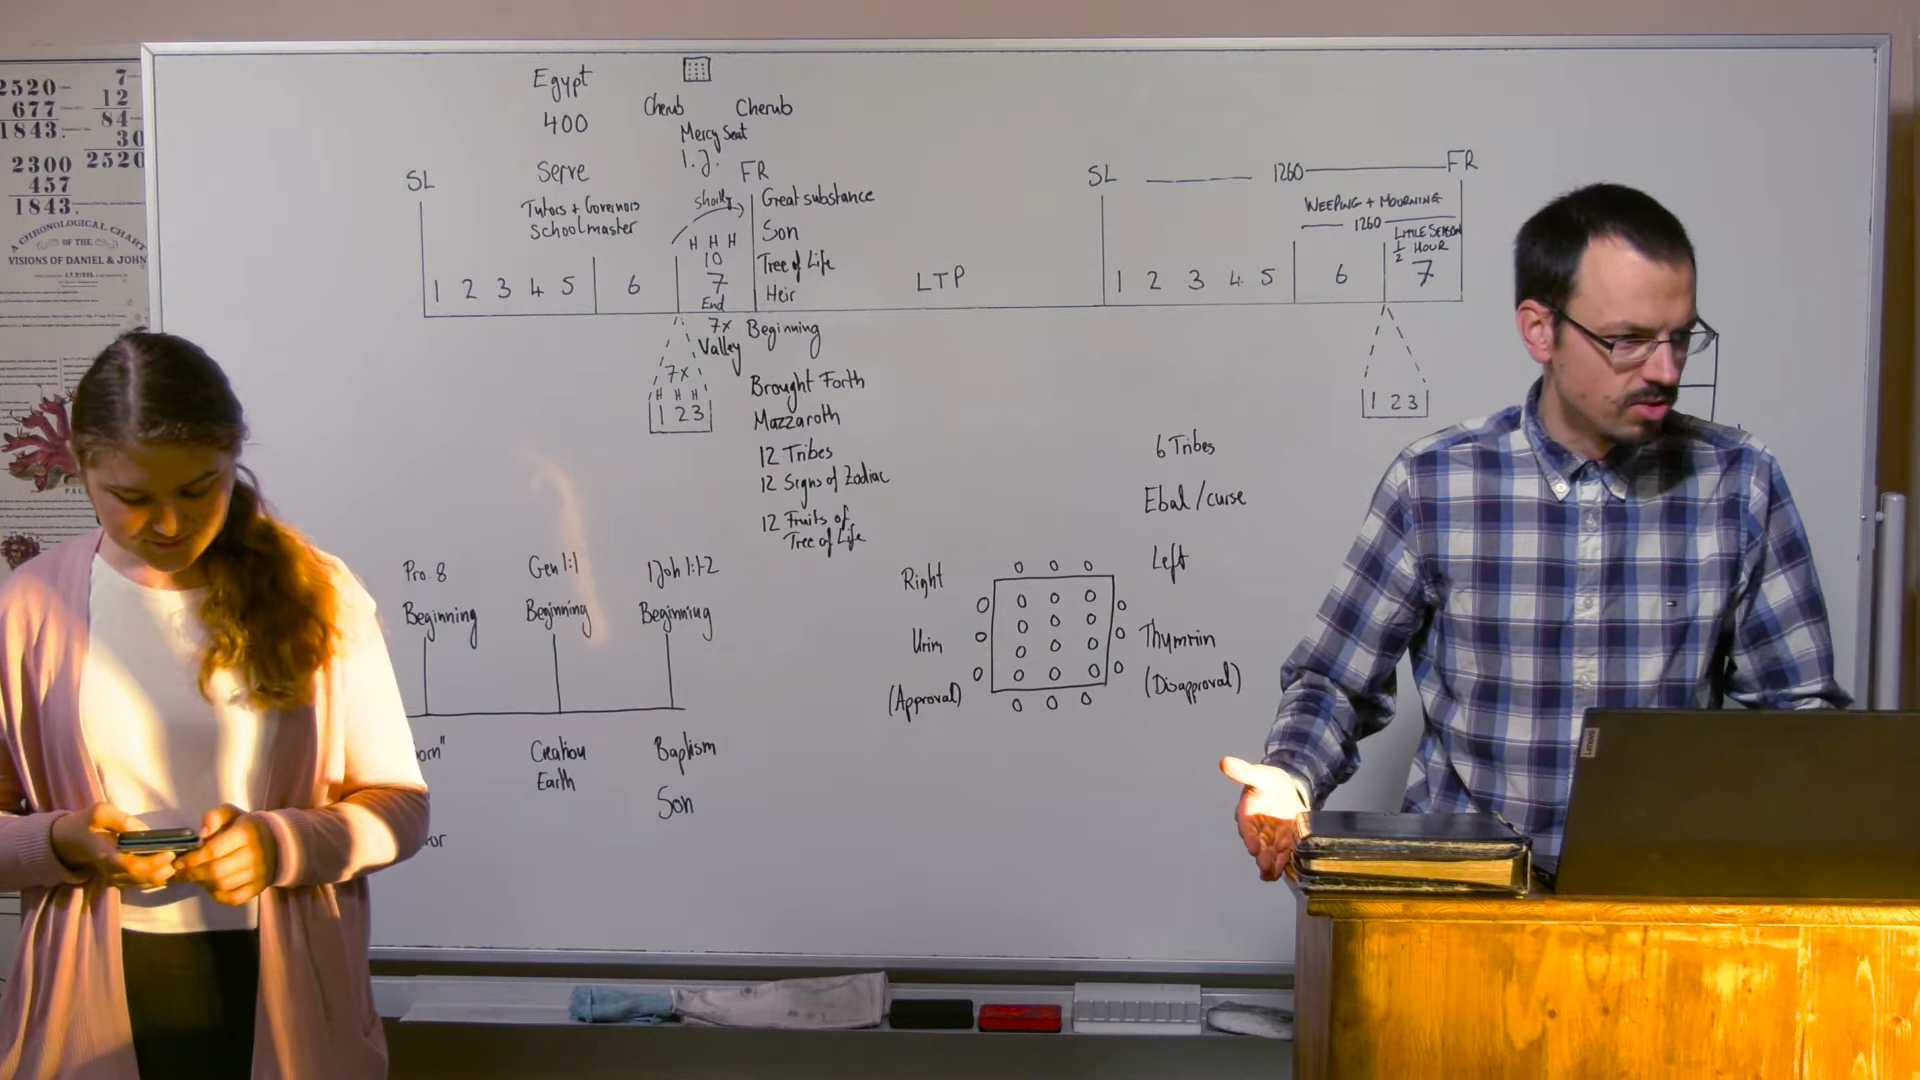 2520
677
1843.
7
12
84
30
2520
2300
457
1843.
A CHRONOLOGICAL CHART
OF THE
VISIONS OF DANIEL & JOHN
Egypt
400
Serve
Tutors + Governors
Schoolmaster
Cherub Cherub
Mercy Seat
1. J.
SL
FR
shortly
Great substance
Son
Tree of Life
Heir
H H H
10
1 2 3 4 5 6 7
End
7x Beginning
Valley
7x
H H H
1 2 3
Brought Forth
Mazzaroth
12 Tribes
12 Signs of Zodiac
12 Fruits of
Tree of Life
LTP
SL 1260 FR
WEEPING + MOURNING
1260
LITTLE SEASON
1/2 HOUR
1 2 3 4 5 6 7
1 2 3
6 Tribes
Ebal/curse
Left
Right
Urim
(Approval)
Thummin
(Disapproval)
Pro. 8
Beginning
Gen 1:1
Beginning
1Joh 1:1-2
Beginning
orn"
Creation
Earth
Baptism
Son
Lenovo